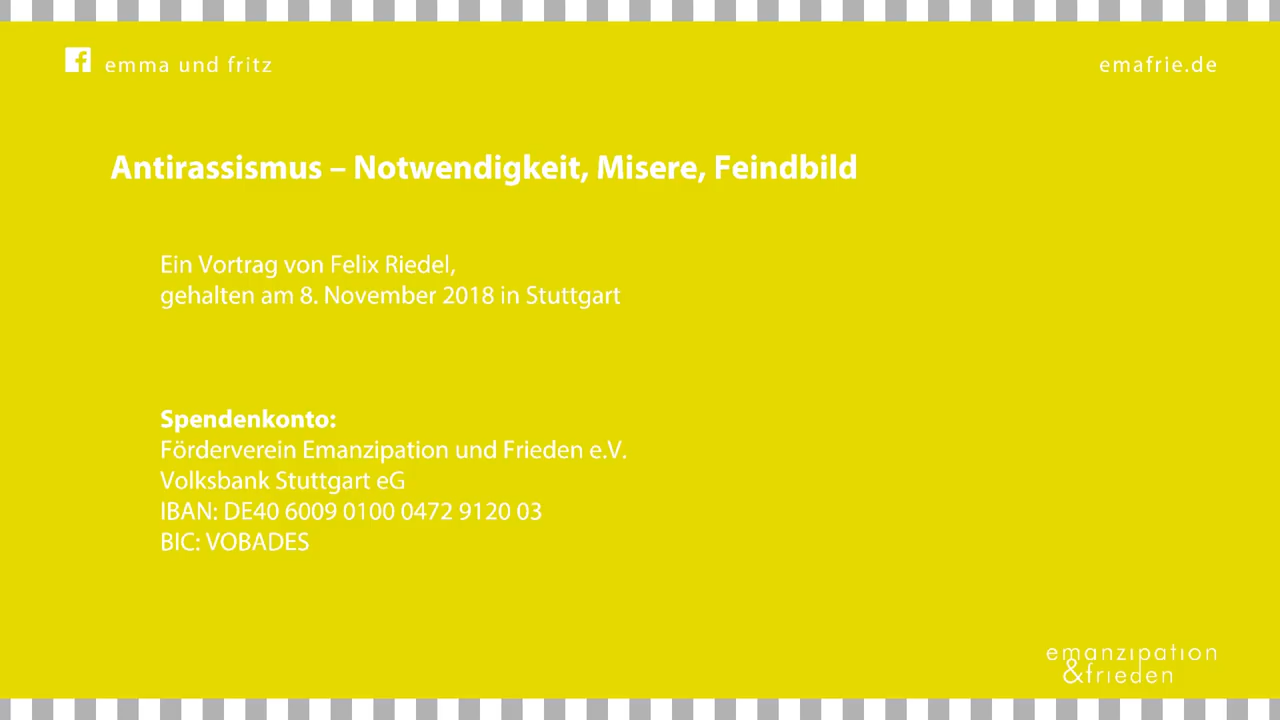 emma und fritz
emafrie.de
Antirassismus – Notwendigkeit, Misere, Feindbild
Ein Vortrag von Felix Riedel,
gehalten am 8. November 2018 in Stuttgart
Spendenkonto:
Förderverein Emanzipation und Frieden e.V.
Volksbank Stuttgart eG
IBAN: DE40 6009 0100 0472 9120 03
BIC: VOBADES
emanzipation
&frieden